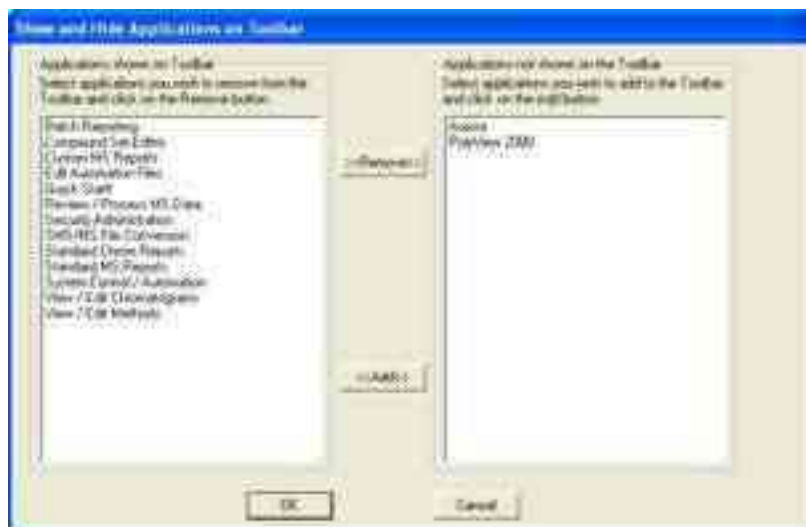 Show and Hide Applications on Toolbar
Applications shown on Toolbar
Select applications you wish to remove from the
Toolbar and click on the Remove button.
Batch Reporting
Compound Set Editor
Custom MS Reports
Edit Automation Files
Quick Start
Review / Process MS Data
Security Administration
SMS/MS File Conversion
Standard Chrom Reports
Standard MS Reports
System Control / Automation
View / Edit Chromatograms
View / Edit Methods
>>Remove>>
<<Add<<
Applications not shown on the Toolbar
Select applications you wish to add to the Toolbar
and click on the Add button.
Aurora
PolyView 2000
OK
Cancel